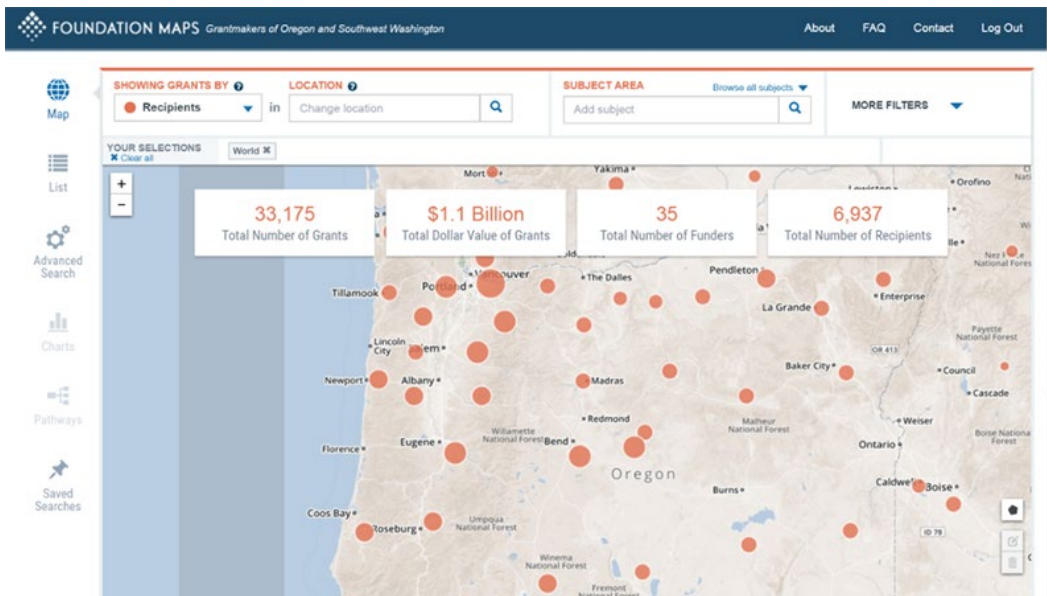 FOUNDATION MAPS Grantmakers of Oregon and Southwest Washington
About FAQ Contact Log Out
Map
List
Advanced
Search
Charts
Pathways
Saved
Searches
SHOWING GRANTS BY ?
Recipients
in
LOCATION ?
Change location
SUBJECT AREA
Browse all subjects
Add subject
MORE FILTERS
YOUR SELECTIONS
Clear all
World
+
−
33,175
Total Number of Grants
$1.1 Billion
Total Dollar Value of Grants
35
Total Number of Funders
6,937
Total Number of Recipients
Yakima
Orofino
National Forest
Portland
The Dalles
Pendleton
Tillamook
La Grande
Enterprise
Lincoln
City
OR 413
Payette
National Forest
Newport
Albany
Madras
Baker City
Council
Cascade
Redmond
Malheur
National Forest
Weiser
Willamette
National Forest
Florence
Eugene
Bend
Ontario
Oregon
Burns
Boise
Coos Bay
Roseburg
Umpqua
National Forest
ID 78
Winema
National Forest
Fremont